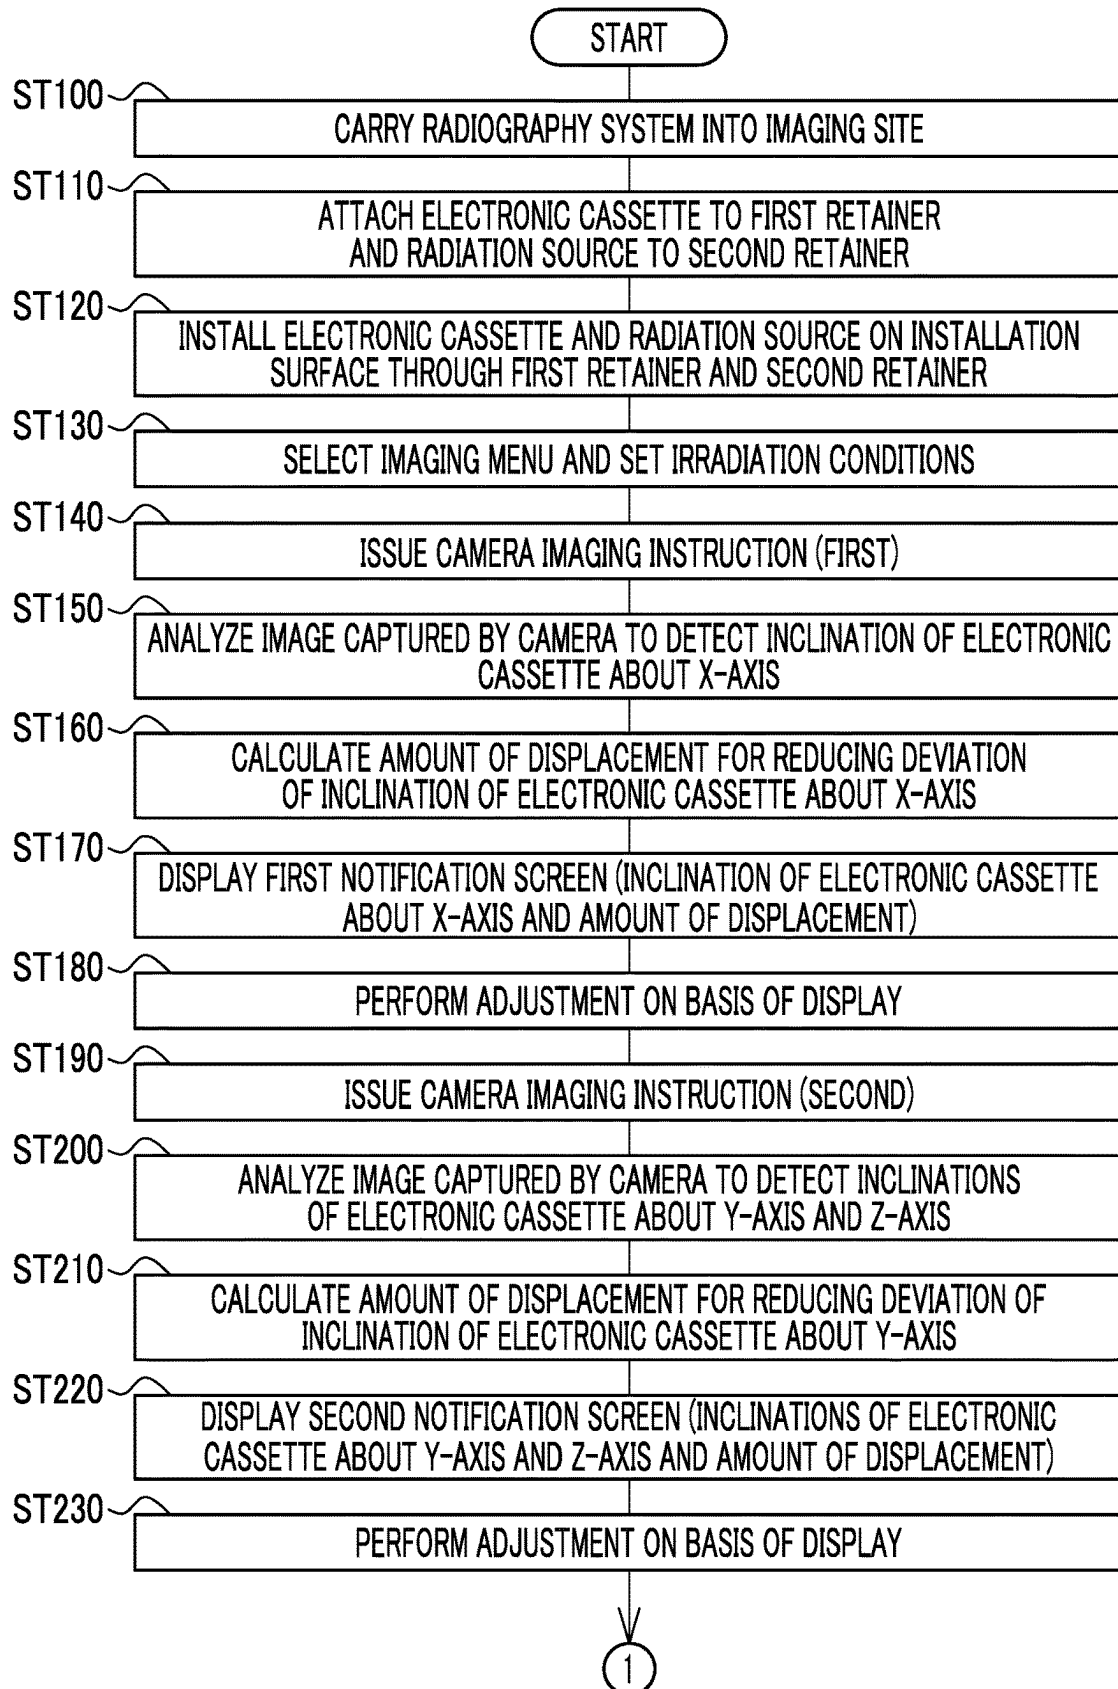 START
ST100
CARRY RADIOGRAPHY SYSTEM INTO IMAGING SITE
ST110
ATTACH ELECTRONIC CASSETTE TO FIRST RETAINER
AND RADIATION SOURCE TO SECOND RETAINER
ST120
INSTALL ELECTRONIC CASSETTE AND RADIATION SOURCE ON INSTALLATION
SURFACE THROUGH FIRST RETAINER AND SECOND RETAINER
ST130
SELECT IMAGING MENU AND SET IRRADIATION CONDITIONS
ST140
ISSUE CAMERA IMAGING INSTRUCTION (FIRST)
ST150
ANALYZE IMAGE CAPTURED BY CAMERA TO DETECT INCLINATION OF ELECTRONIC
CASSETTE ABOUT X-AXIS
ST160
CALCULATE AMOUNT OF DISPLACEMENT FOR REDUCING DEVIATION
OF INCLINATION OF ELECTRONIC CASSETTE ABOUT X-AXIS
ST170
DISPLAY FIRST NOTIFICATION SCREEN (INCLINATION OF ELECTRONIC CASSETTE
ABOUT X-AXIS AND AMOUNT OF DISPLACEMENT)
ST180
PERFORM ADJUSTMENT ON BASIS OF DISPLAY
ST190
ISSUE CAMERA IMAGING INSTRUCTION (SECOND)
ST200
ANALYZE IMAGE CAPTURED BY CAMERA TO DETECT INCLINATIONS
OF ELECTRONIC CASSETTE ABOUT Y-AXIS AND Z-AXIS
ST210
CALCULATE AMOUNT OF DISPLACEMENT FOR REDUCING DEVIATION OF
INCLINATION OF ELECTRONIC CASSETTE ABOUT Y-AXIS
ST220
DISPLAY SECOND NOTIFICATION SCREEN (INCLINATIONS OF ELECTRONIC
CASSETTE ABOUT Y-AXIS AND Z-AXIS AND AMOUNT OF DISPLACEMENT)
ST230
PERFORM ADJUSTMENT ON BASIS OF DISPLAY
1